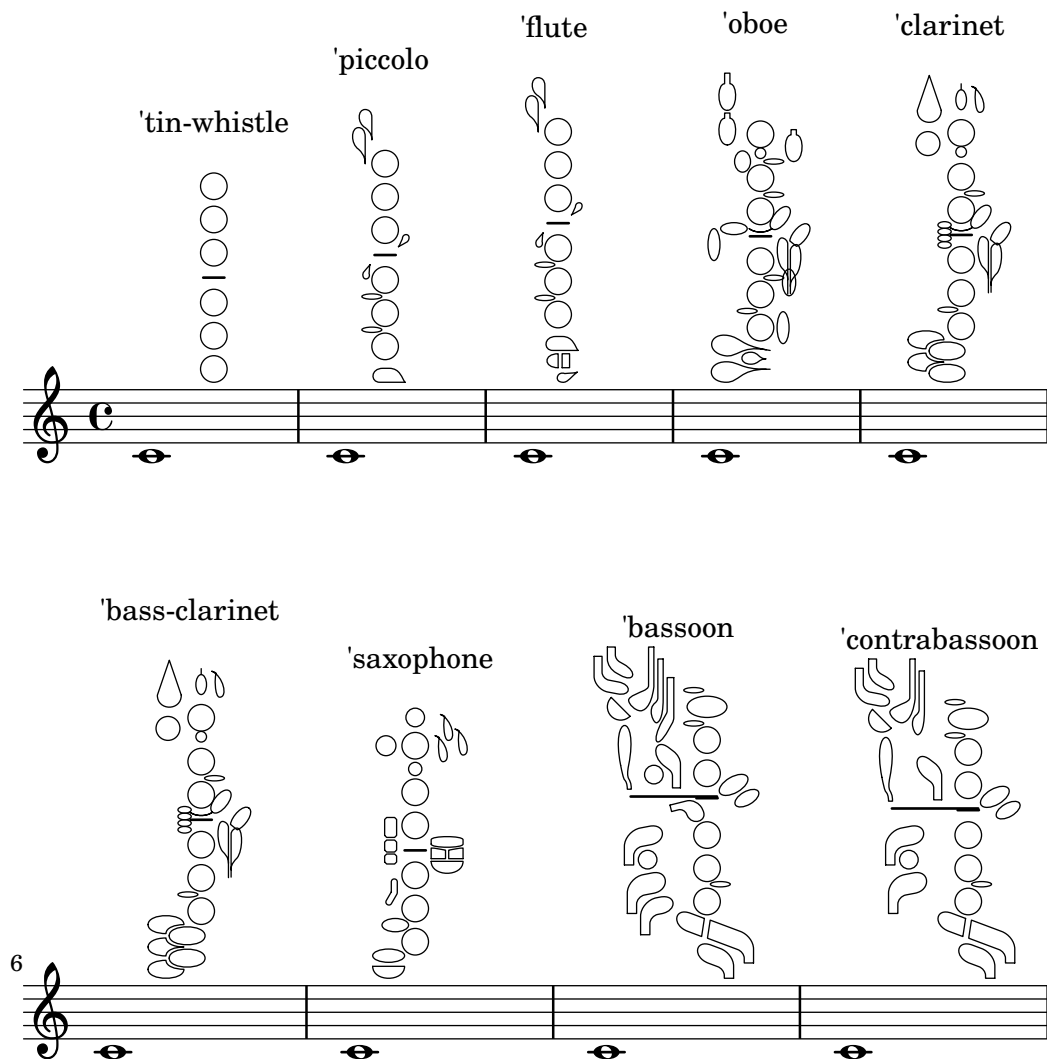 'tin-whistle
'piccolo
'flute
'oboe
'clarinet
'bass-clarinet
'saxophone
'bassoon
'contrabassoon
6